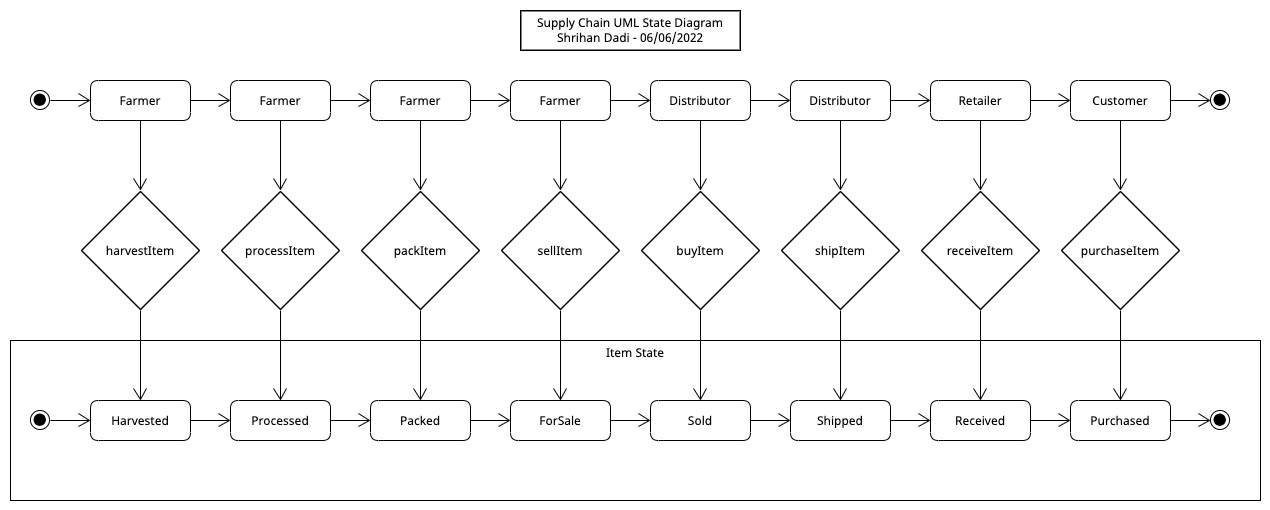 Supply Chain UML State Diagram
Shrihan Dadi - 06/06/2022
Farmer
Farmer
Farmer
Farmer
Distributor
Distributor
Retailer
Customer
harvestItem
processItem
packItem
sellItem
buyItem
shipItem
receiveItem
purchaseItem
Item State
Harvested
Processed
Packed
ForSale
Sold
Shipped
Received
Purchased